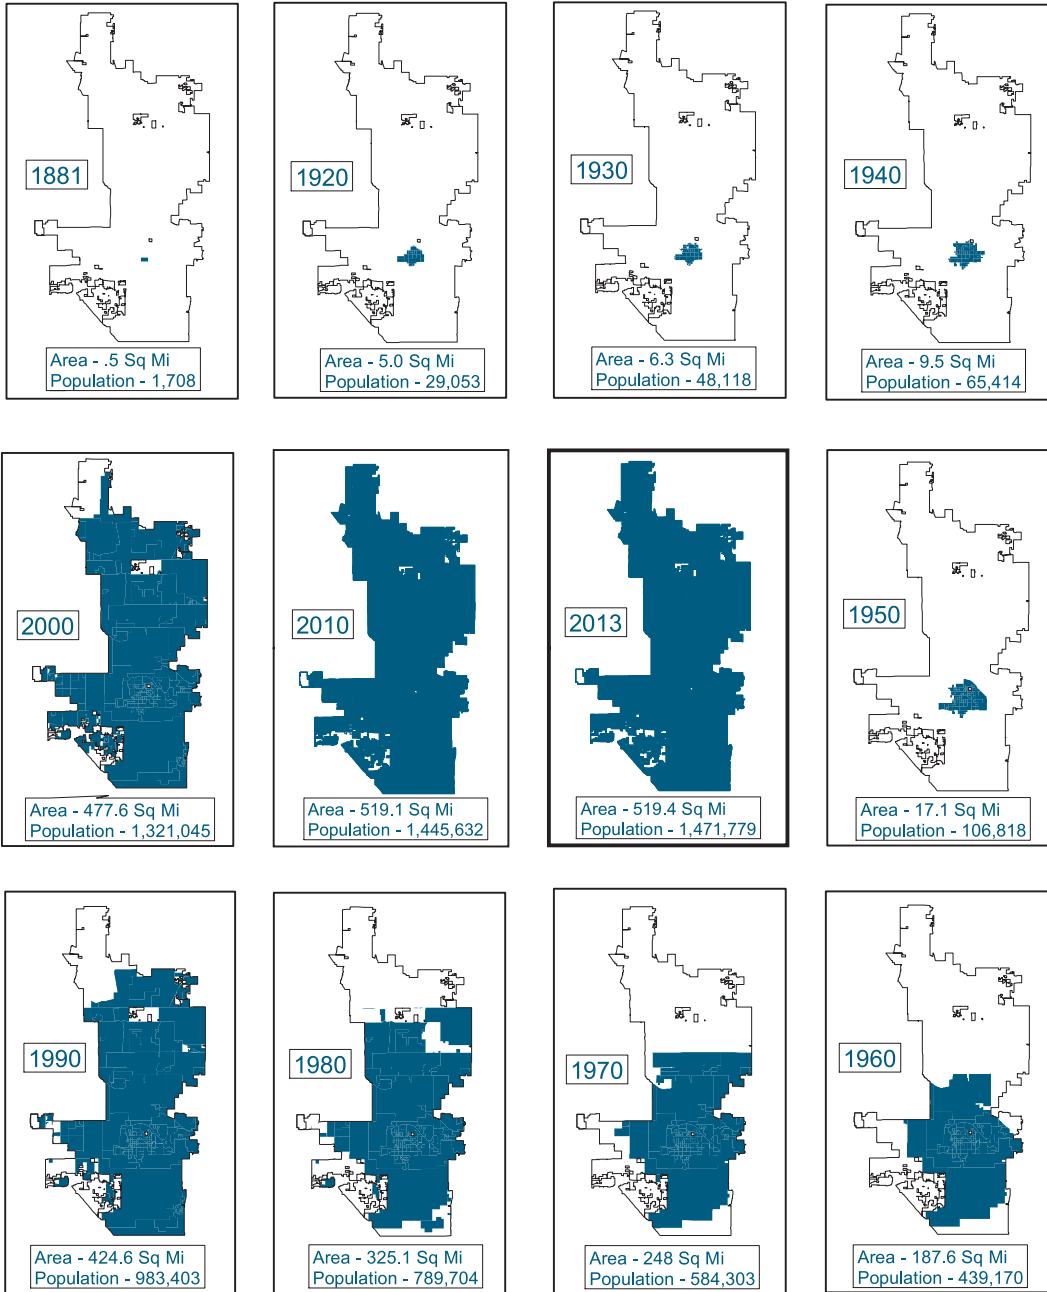 1881
Area - .5 Sq Mi
Population - 1,708
1920
Area - 5.0 Sq Mi
Population - 29,053
1930
Area - 6.3 Sq Mi
Population - 48,118
1940
Area - 9.5 Sq Mi
Population - 65,414
2000
Area - 477.6 Sq Mi
Population - 1,321,045
2010
Area - 519.1 Sq Mi
Population - 1,445,632
2013
Area - 519.4 Sq Mi
Population - 1,471,779
1950
Area - 17.1 Sq Mi
Population - 106,818
1990
Area - 424.6 Sq Mi
Population - 983,403
1980
Area - 325.1 Sq Mi
Population - 789,704
1970
Area - 248 Sq Mi
Population - 584,303
1960
Area - 187.6 Sq Mi
Population - 439,170